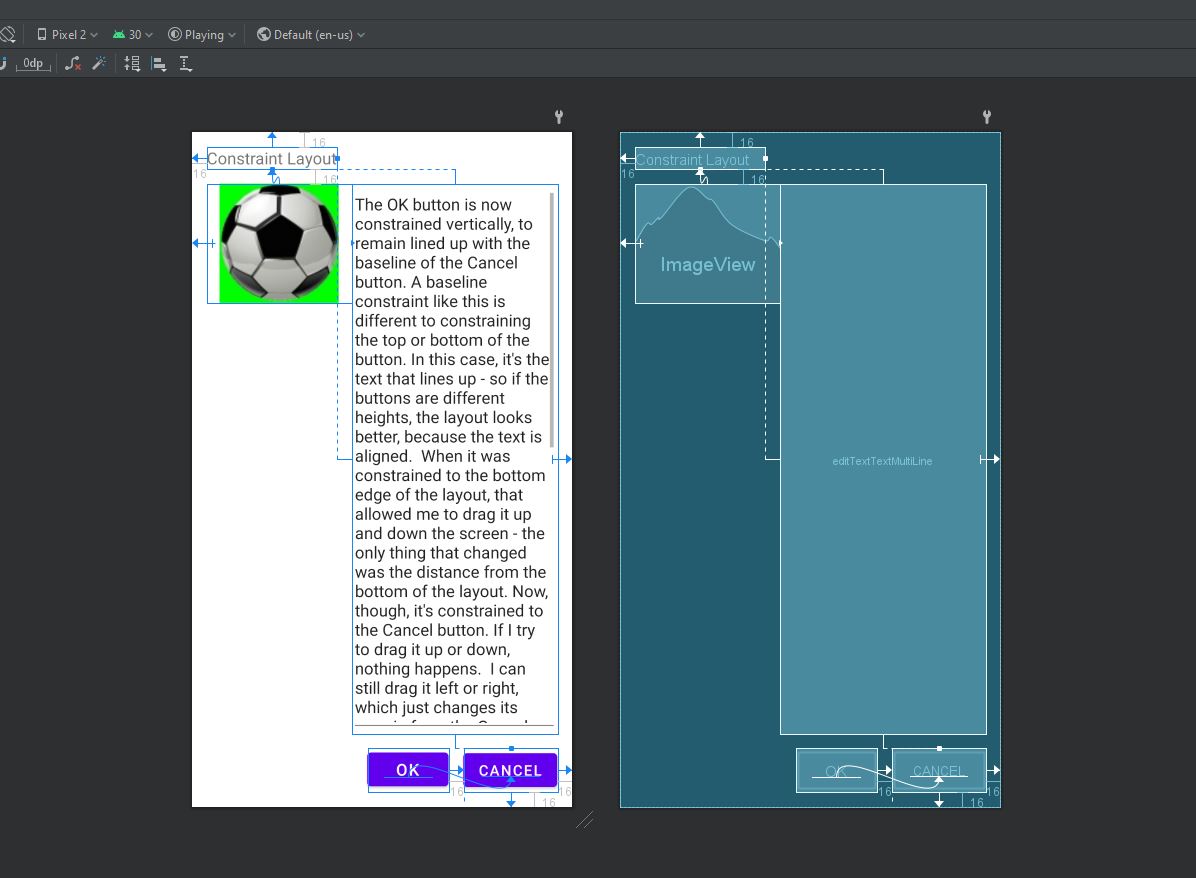 Pixel 2
30
Playing
Default (en-us)
0dp
16
Constraint Layout
16
16
The OK button is now
constrained vertically, to
remain lined up with the
baseline of the Cancel
button. A baseline
constraint like this is
different to constraining
the top or bottom of the
button. In this case, it's the
text that lines up - so if the
buttons are different
heights, the layout looks
better, because the text is
aligned.  When it was
constrained to the bottom
edge of the layout, that
allowed me to drag it up
and down the screen - the
only thing that changed
was the distance from the
bottom of the layout. Now,
though, it's constrained to
the Cancel button. If I try
to drag it up or down,
nothing happens.  I can
still drag it left or right,
which just changes its
OK
CANCEL
16
16
16
16
Constraint Layout
16
16
ImageView
editTextTextMultiLine
OK
CANCEL
16
16
16